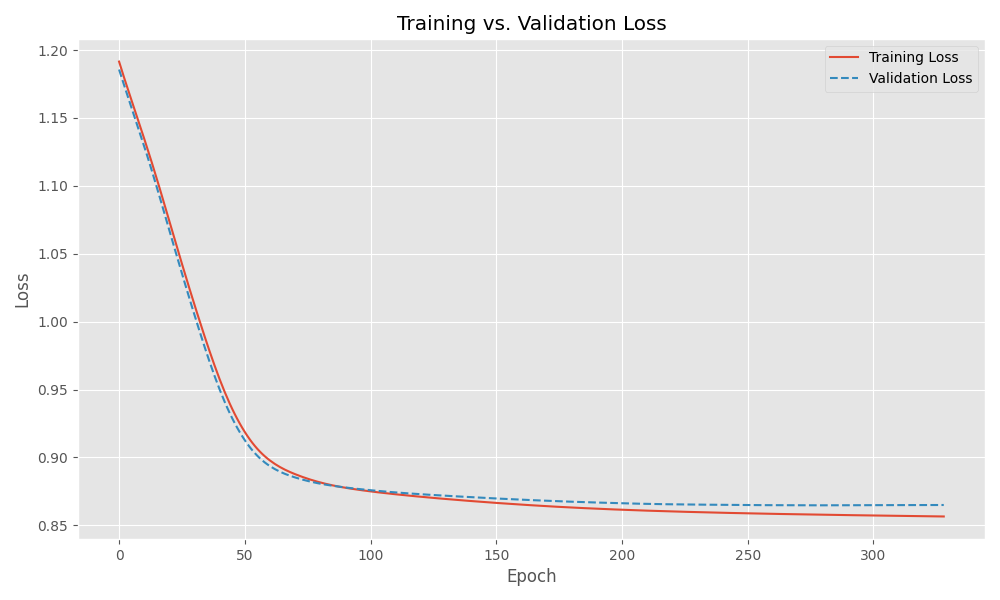 Training vs. Validation Loss
Training Loss
Validation Loss
Loss
1.20
1.15
1.10
1.05
1.00
0.95
0.90
0.85
0 50 100 150 200 250 300
Epoch